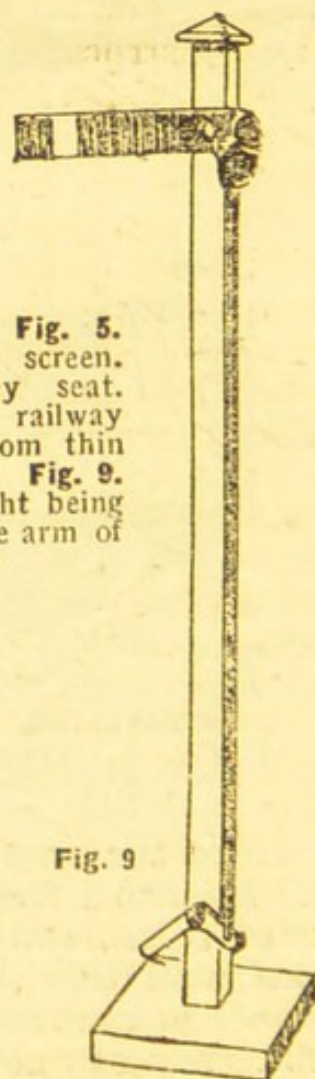 Fig. 5.
screen.
y seat.
railway
om thin
Fig. 9.
ht being
e arm of
Fig. 9